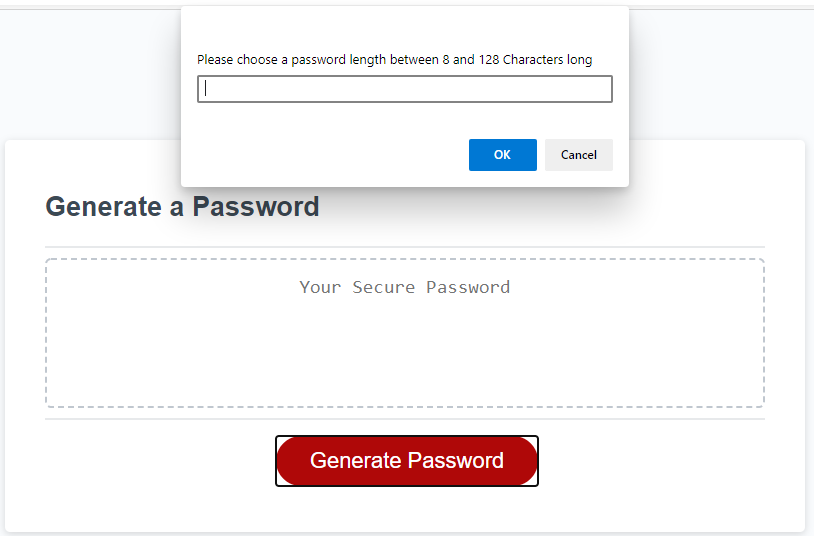 Please choose a password length between 8 and 128 Characters long
OK
Cancel
Generate a Password
Your Secure Password
Generate Password